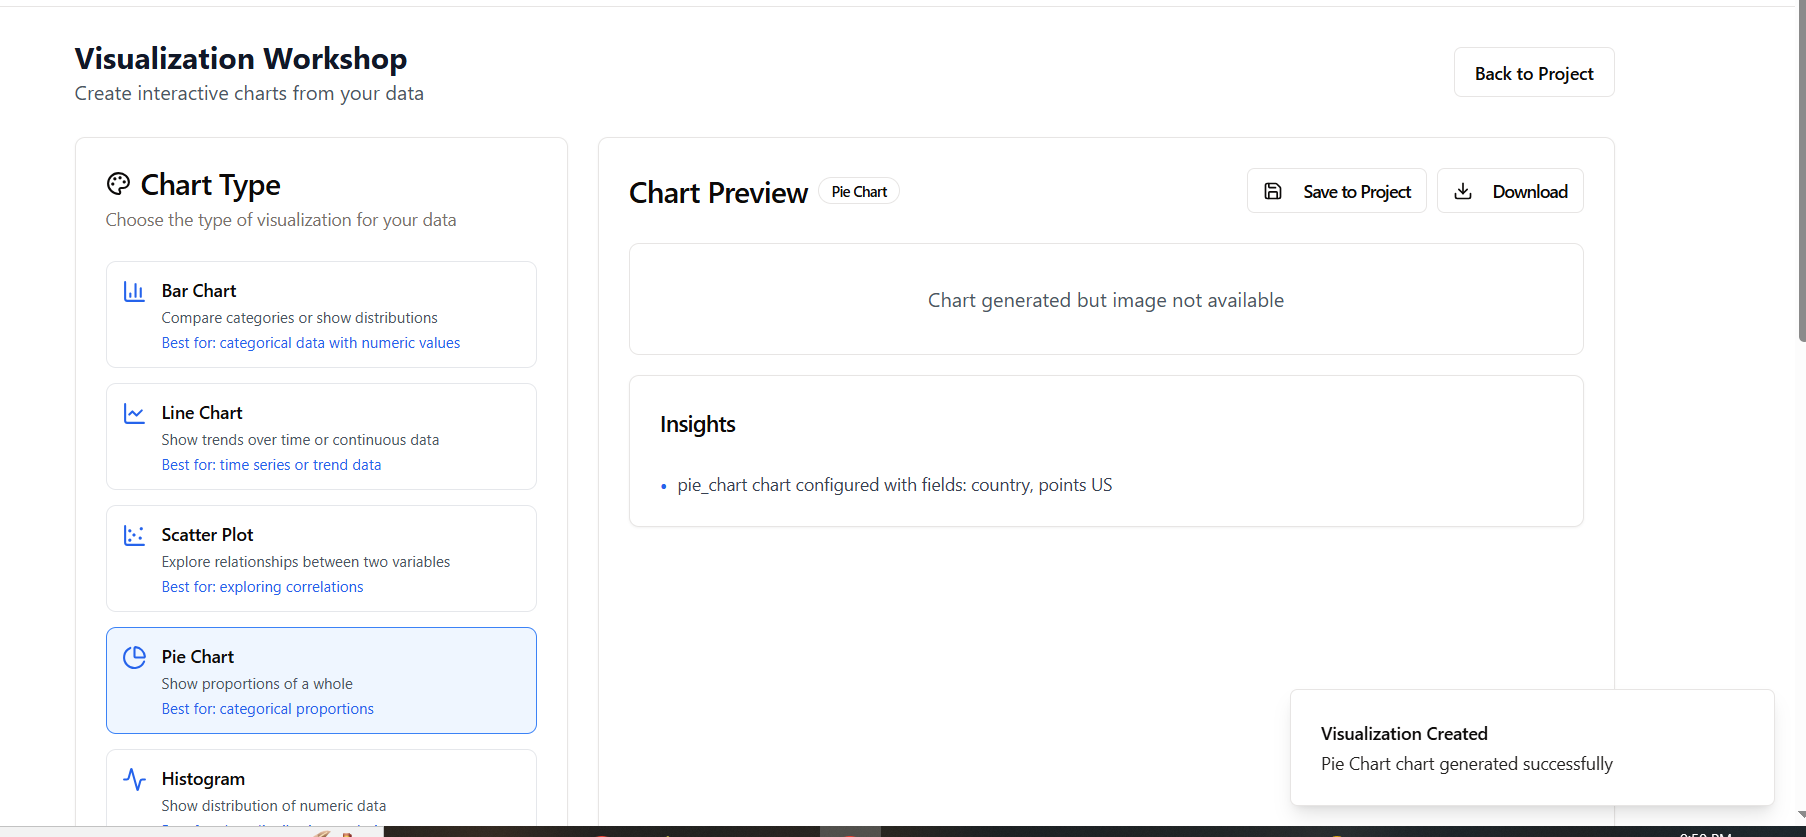 Visualization Workshop
Create interactive charts from your data
Back to Project
Chart Type
Choose the type of visualization for your data
Bar Chart
Compare categories or show distributions
Best for: categorical data with numeric values
Line Chart
Show trends over time or continuous data
Best for: time series or trend data
Scatter Plot
Explore relationships between two variables
Best for: exploring correlations
Pie Chart
Show proportions of a whole
Best for: categorical proportions
Histogram
Show distribution of numeric data
Chart Preview
Pie Chart
Save to Project
Download
Chart generated but image not available
Insights
• pie_chart chart configured with fields: country, points US
Visualization Created
Pie Chart chart generated successfully